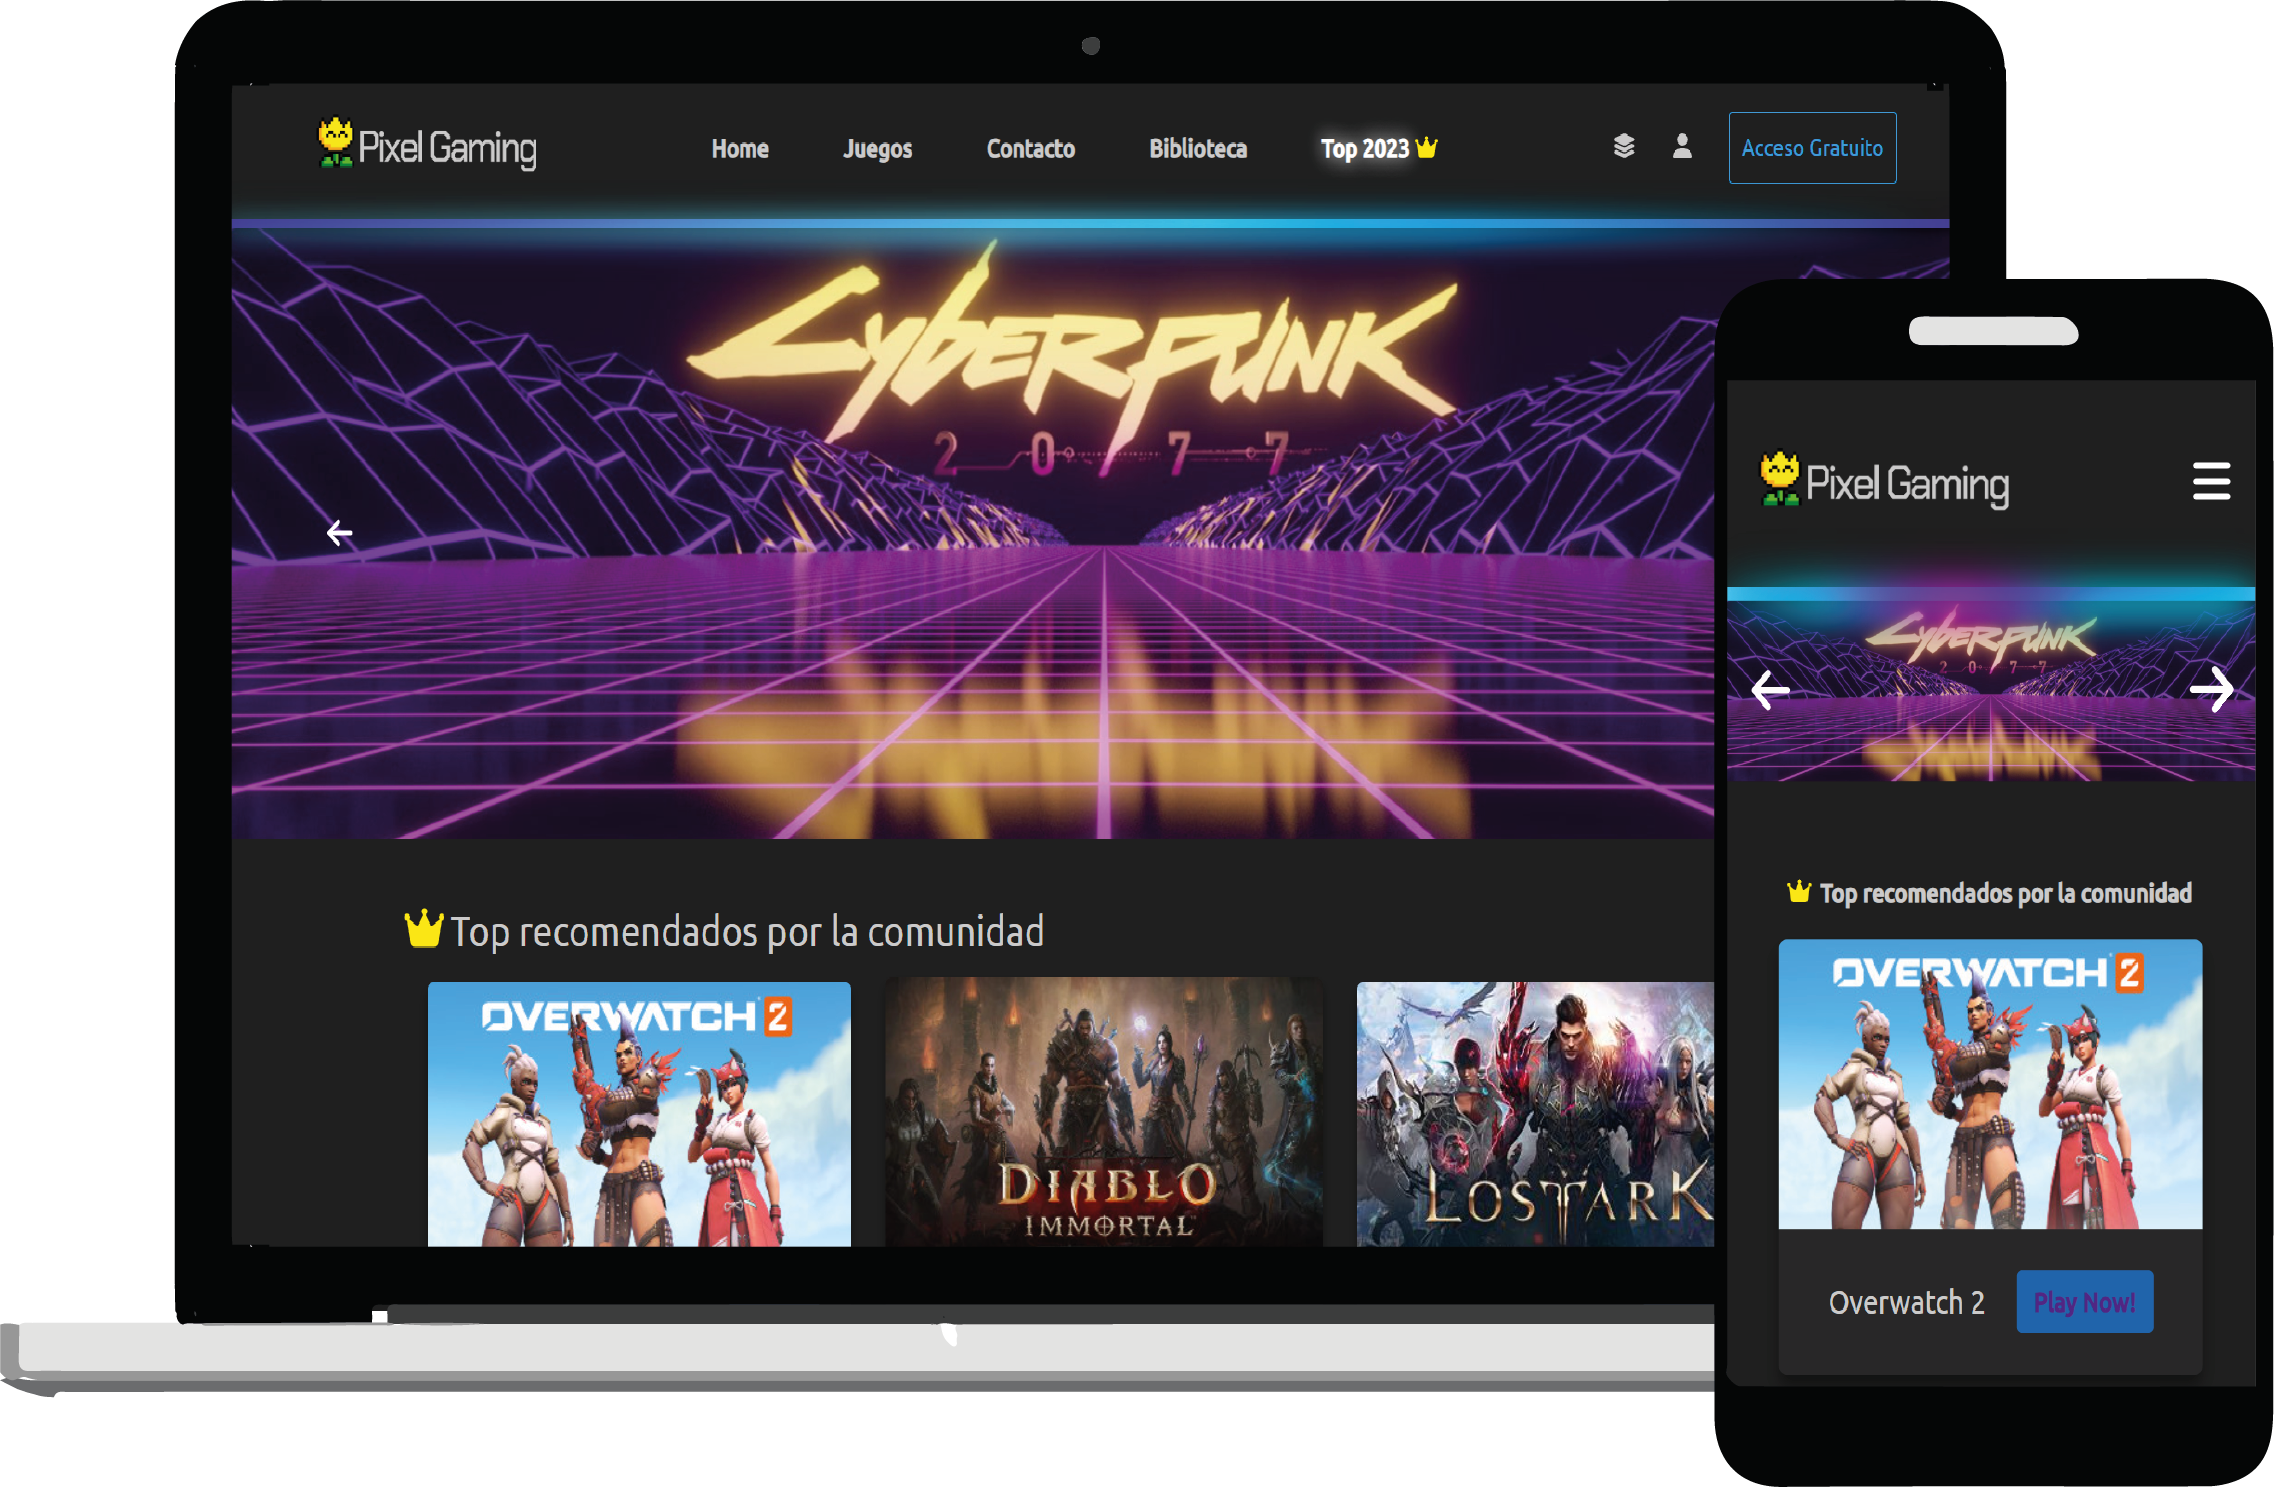 Pixel Gaming
Home
Juegos
Contacto
Biblioteca
Top 2023
Acceso Gratuito
CYBERPUNK
2077
Top recomendados por la comunidad
OVERWATCH 2
DIABLO
IMMORTAL
LOST ARK
Pixel Gaming
CYBERPUNK
2077
Top recomendados por la comunidad
OVERWATCH 2
Overwatch 2
Play Now!